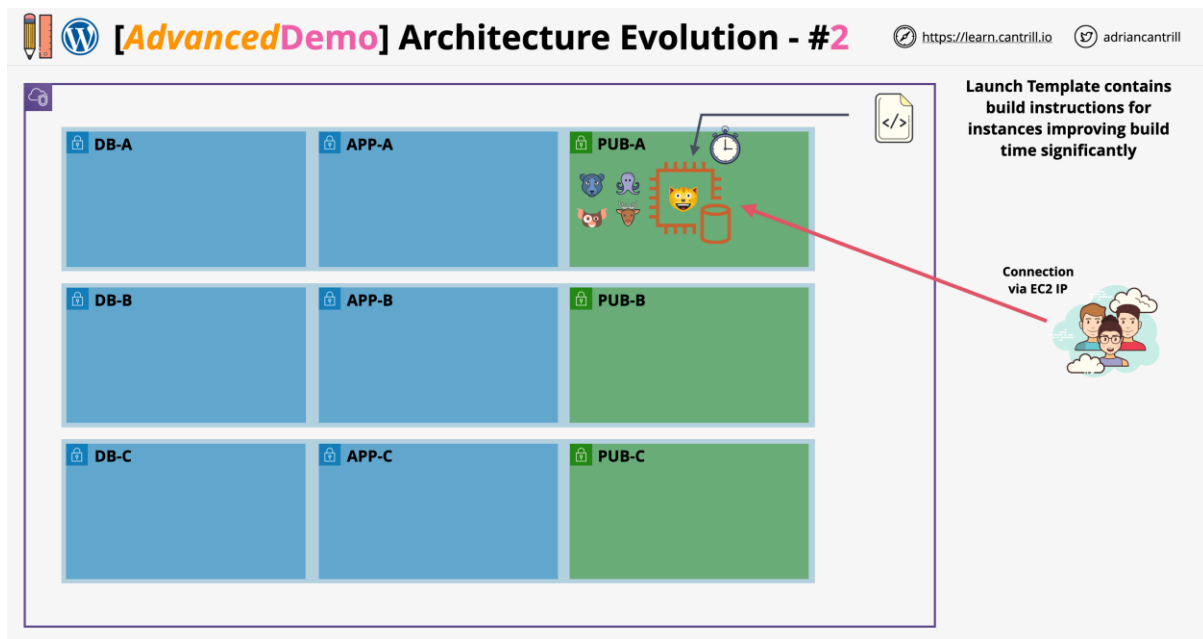 [AdvancedDemo] Architecture Evolution - #2
https://learn.cantrill.io
adriancantrill
Launch Template contains
build instructions for
instances improving build
time significantly
</>
DB-A
APP-A
PUB-A
Connection
via EC2 IP
DB-B
APP-B
PUB-B
DB-C
APP-C
PUB-C